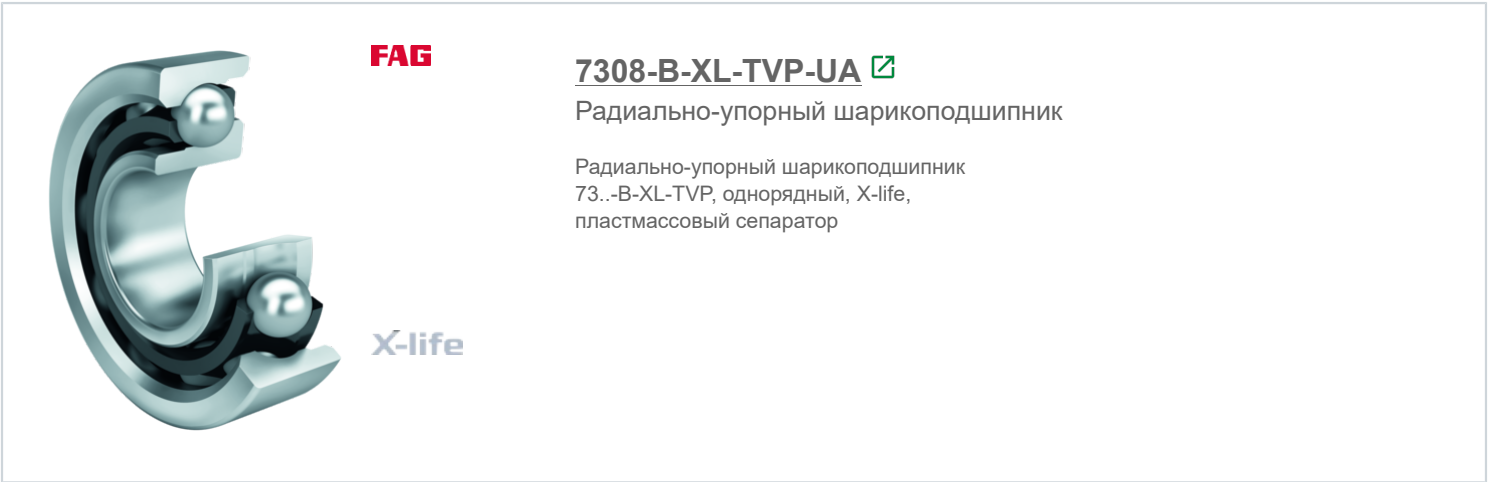 FAG
7308-B-XL-TVP-UA
Радиально-упорный шарикоподшипник
Радиально-упорный шарикоподшипник
73..-B-XL-TVP, однорядный, X-life,
пластмассовый сепаратор
X-life